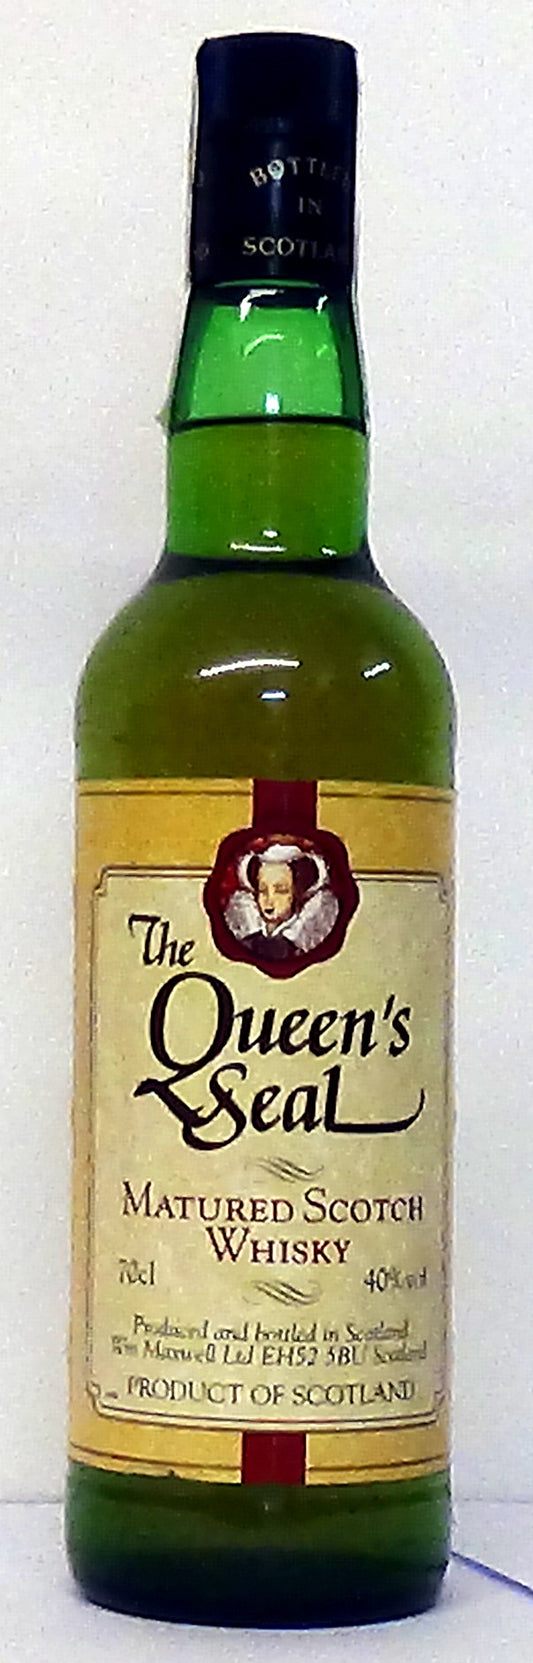 BOTTLED
IN
SCOTLAND
The
Queen's
Seal
MATURED SCOTCH
WHISKY
70cl
40% vol
Produced and bottled in Scotland
Wm Maxwell Ltd EH52 5BU Scotland
PRODUCT OF SCOTLAND